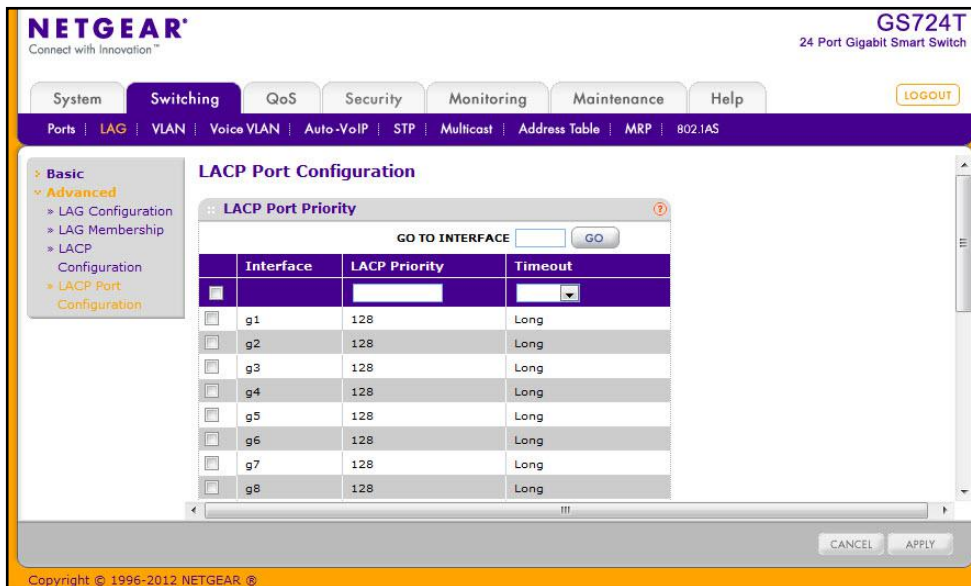 NETGEAR®
Connect with Innovation™
GS724T
24 Port Gigabit Smart Switch
System Switching QoS Security Monitoring Maintenance Help LOGOUT
Ports | LAG | VLAN | Voice VLAN | Auto-VoIP | STP | Multicast | Address Table | MRP | 802.1AS
Basic
Advanced
» LAG Configuration
» LAG Membership
» LACP
Configuration
» LACP Port
Configuration
LACP Port Configuration
LACP Port Priority ?
GO TO INTERFACE GO
Interface LACP Priority Timeout
g1 128 Long
g2 128 Long
g3 128 Long
g4 128 Long
g5 128 Long
g6 128 Long
g7 128 Long
g8 128 Long
CANCEL APPLY
Copyright © 1996-2012 NETGEAR ®